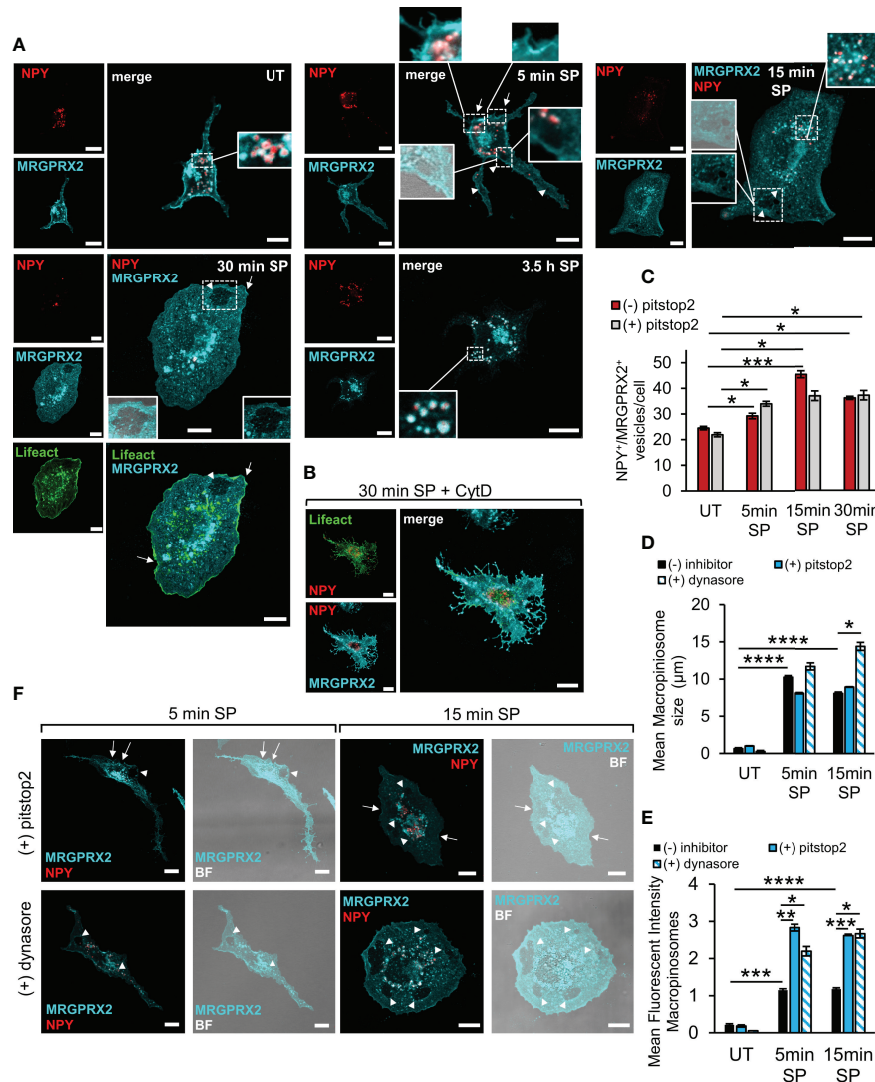 A
NPY
merge
UT
MRGPRX2
NPY
merge
5 min SP
MRGPRX2
NPY
MRGPRX2
NPY
15 min
SP
MRGPRX2
NPY
NPY
MRGPRX2
30 min SP
MRGPRX2
Lifeact
Lifeact
MRGPRX2
NPY
merge
3.5 h SP
MRGPRX2
B
30 min SP + CytD
Lifeact
NPY
merge
NPY
MRGPRX2
C
(-) pitstop2
(+) pitstop2
*
*
*
***
*
*
NPY+/MRGPRX2+
vesicles/cell
50
40
30
20
10
0
UT
5min
SP
15min
SP
30min
SP
D
(-) inhibitor
(+) pitstop2
(+) dynasore
Mean Macropiniosome
size (µm)
20
15
10
5
0
*
****
****
UT
5min
SP
15min
SP
E
(-) inhibitor
(+) pitstop2
(+) dynasore
Mean Fluorescent Intensity
Macropinosomes
4
3
2
1
0
****
*
**
*
***
***
UT
5min
SP
15min
SP
F
5 min SP
15 min SP
(+) pitstop2
MRGPRX2
NPY
MRGPRX2
BF
MRGPRX2
NPY
MRGPRX2
BF
(+) dynasore
MRGPRX2
NPY
MRGPRX2
BF
MRGPRX2
NPY
MRGPRX2
BF